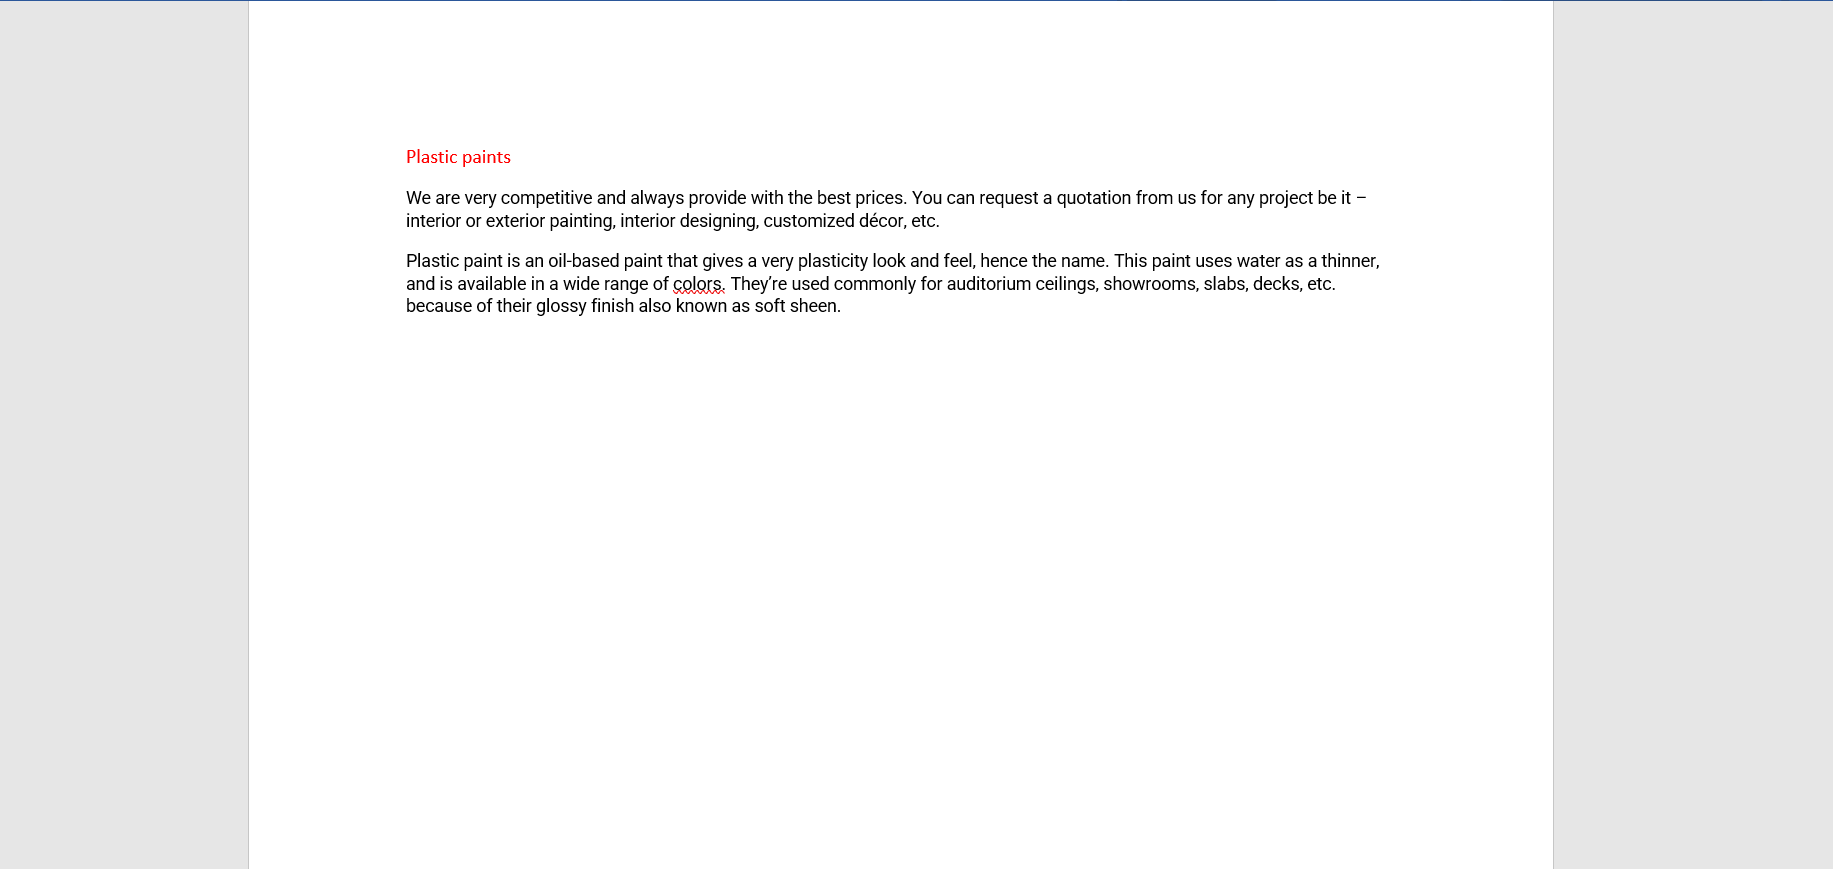 Plastic paints
We are very competitive and always provide with the best prices. You can request a quotation from us for any project be it –
interior or exterior painting, interior designing, customized décor, etc.
Plastic paint is an oil-based paint that gives a very plasticity look and feel, hence the name. This paint uses water as a thinner,
and is available in a wide range of colors. They’re used commonly for auditorium ceilings, showrooms, slabs, decks, etc.
because of their glossy finish also known as soft sheen.